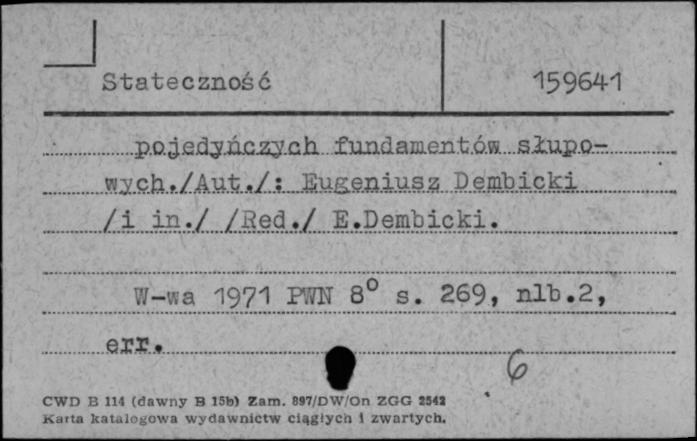 Stateczność 159641
pojedyńczych fundamentów słupo-
wych./Aut./: Eugeniusz Dembicki
/i in./ /Red./ E.Dembicki.
W-wa 1971 PWN 8° s. 269, nlb.2,
err.
6
CWD B 114 (dawny B 15b) Zam. 897/DW/On ZGG 2542
Karta katalogowa wydawnictw ciągłych i zwartych.